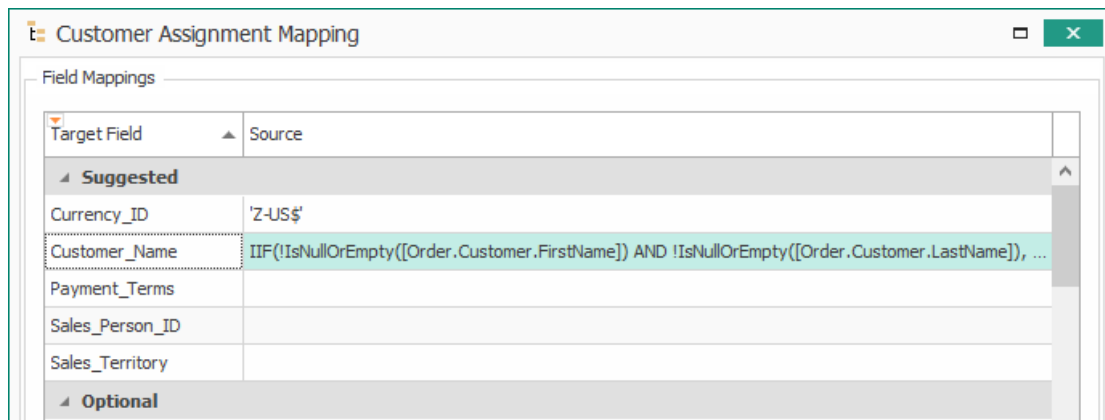 Customer Assignment Mapping
Field Mappings
Target Field Source
Suggested
Currency_ID 'Z-US$'
Customer_Name IIF(!IsNullOrEmpty([Order.Customer.FirstName]) AND !IsNullOrEmpty([Order.Customer.LastName]), ...
Payment_Terms
Sales_Person_ID
Sales_Territory
Optional